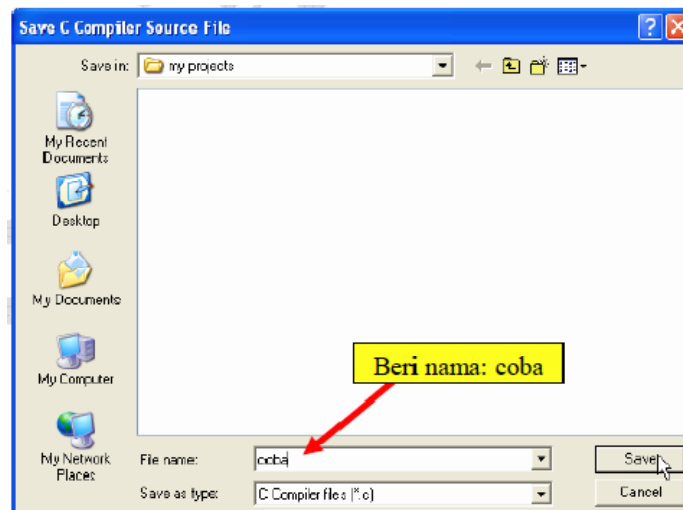 Save C Compiler Source File
Save in: my projects
My Recent
Documents
Desktop
My Documents
My Computer
My Network
Places
Beri nama: coba
File name: coba
Save
Save as type: C Compiler files (*.c)
Cancel